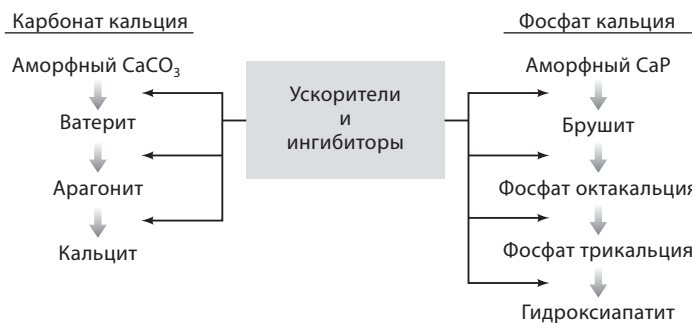 Карбонат кальция
Аморфный CaCO₃
Ватерит
Арагонит
Кальцит
Ускорители
и
ингибиторы
Фосфат кальция
Аморфный CaP
Брушит
Фосфат октакальция
Фосфат трикальция
Гидроксиапатит